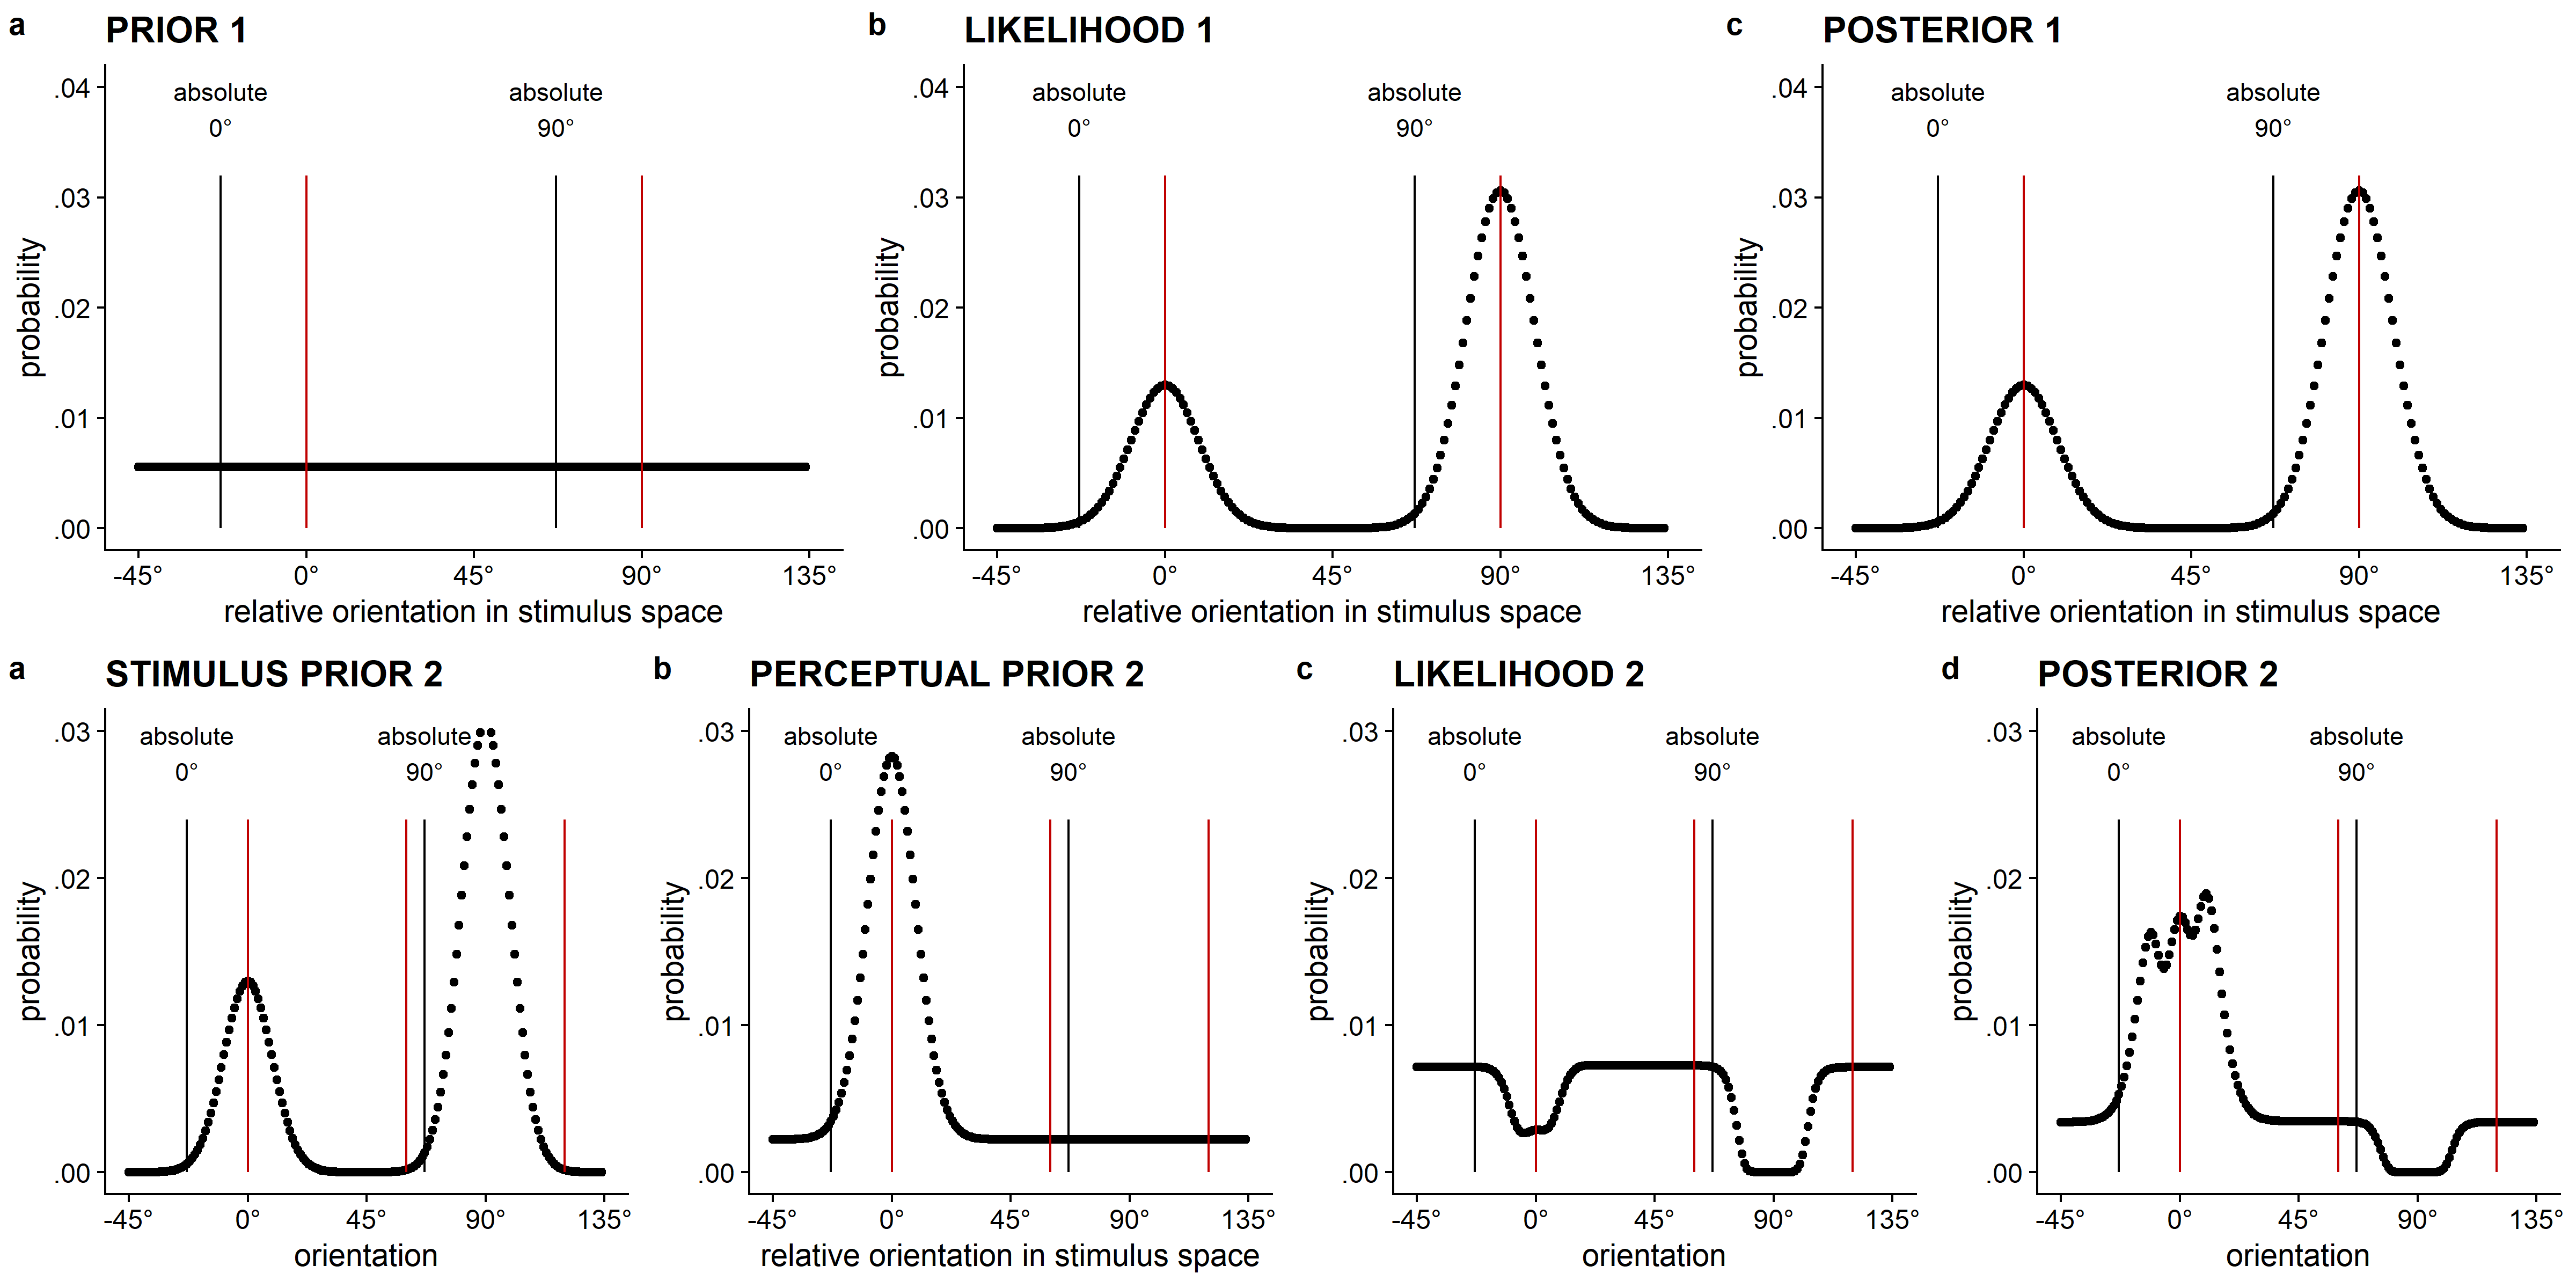 a PRIOR 1
.04
.03
.02
.01
.00
absolute
0°
absolute
90°
probability
-45° 0° 45° 90° 135°
relative orientation in stimulus space
b LIKELIHOOD 1
.04
.03
.02
.01
.00
absolute
0°
absolute
90°
probability
-45° 0° 45° 90° 135°
relative orientation in stimulus space
c POSTERIOR 1
.04
.03
.02
.01
.00
absolute
0°
absolute
90°
probability
-45° 0° 45° 90° 135°
relative orientation in stimulus space
a STIMULUS PRIOR 2
.03
.02
.01
.00
absolute
0°
absolute
90°
probability
-45° 0° 45° 90° 135°
orientation
b PERCEPTUAL PRIOR 2
.03
.02
.01
.00
absolute
0°
absolute
90°
probability
-45° 0° 45° 90° 135°
relative orientation in stimulus space
c LIKELIHOOD 2
.03
.02
.01
.00
absolute
0°
absolute
90°
probability
-45° 0° 45° 90° 135°
orientation
d POSTERIOR 2
.03
.02
.01
.00
absolute
0°
absolute
90°
probability
-45° 0° 45° 90° 135°
orientation